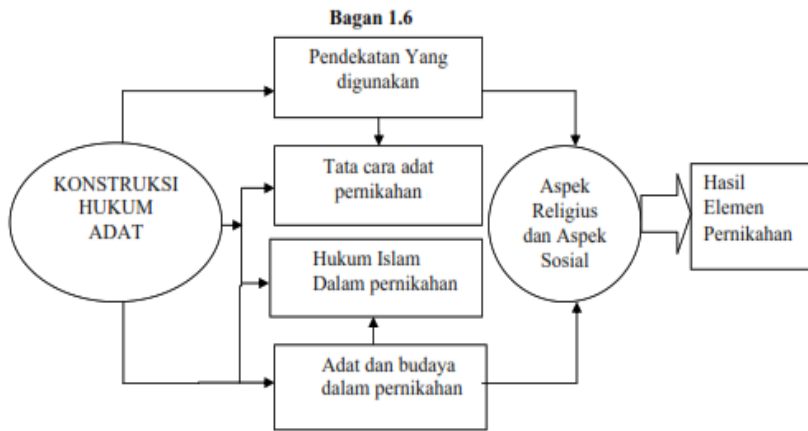 Bagan 1.6
Pendekatan Yang
digunakan
KONSTRUKSI
HUKUM
ADAT
Tata cara adat
pernikahan
Hukum Islam
Dalam pernikahan
Adat dan budaya
dalam pernikahan
Aspek
Religius
dan Aspek
Sosial
Hasil
Elemen
Pernikahan